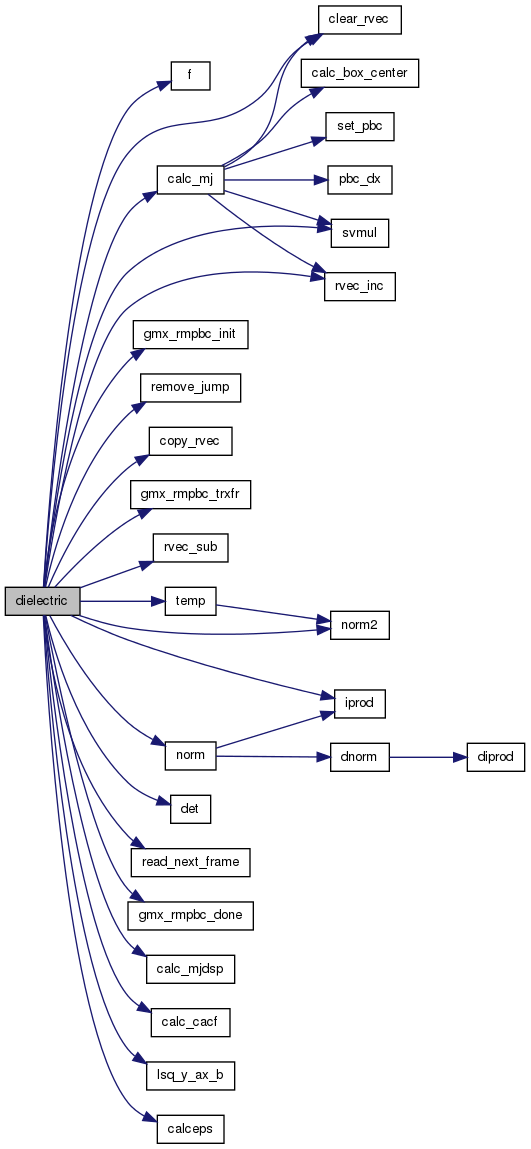 clear_rvec
f
calc_box_center
set_pbc
calc_mj
pbc_dx
svmul
rvec_inc
gmx_rmpbc_init
remove_jump
copy_rvec
gmx_rmpbc_trxfr
rvec_sub
dielectric
temp
norm2
iprod
norm
dnorm
diprod
det
read_next_frame
gmx_rmpbc_done
calc_mjdsp
calc_cacf
lsq_y_ax_b
calceps